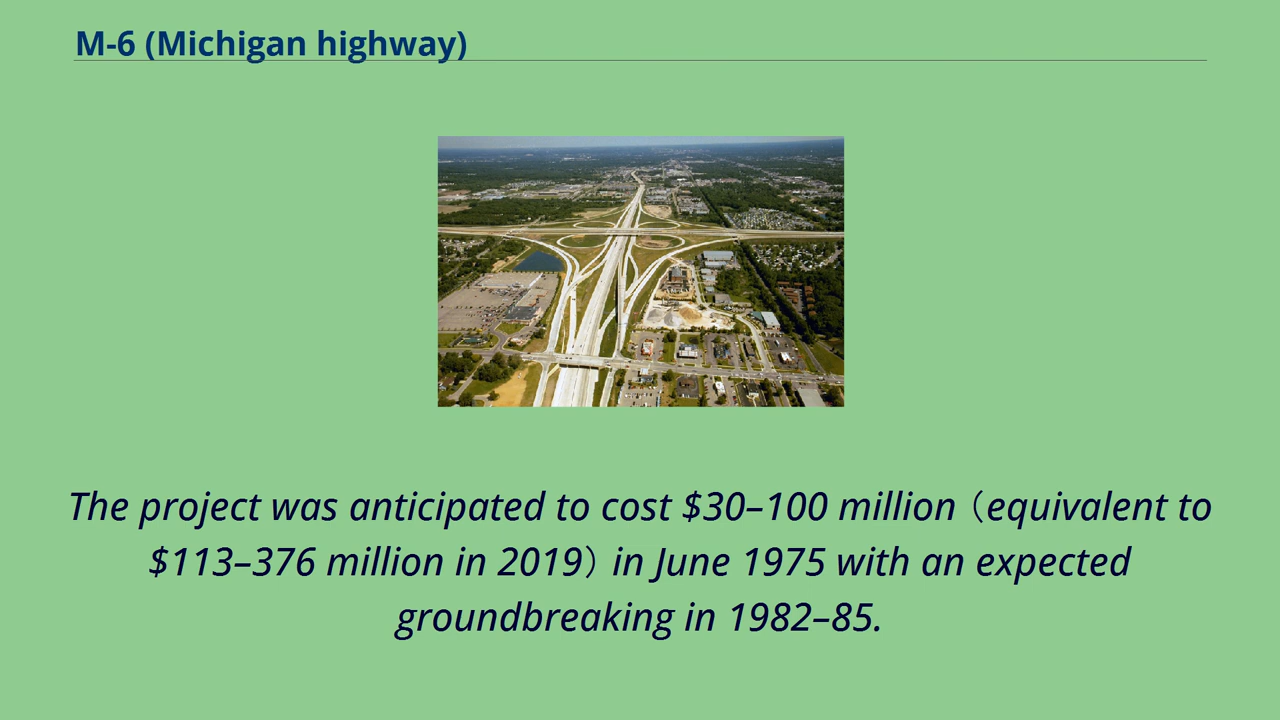 M-6 (Michigan highway)
The project was anticipated to cost $30–100 million（equivalent to
$113–376 million in 2019）in June 1975 with an expected
groundbreaking in 1982–85.